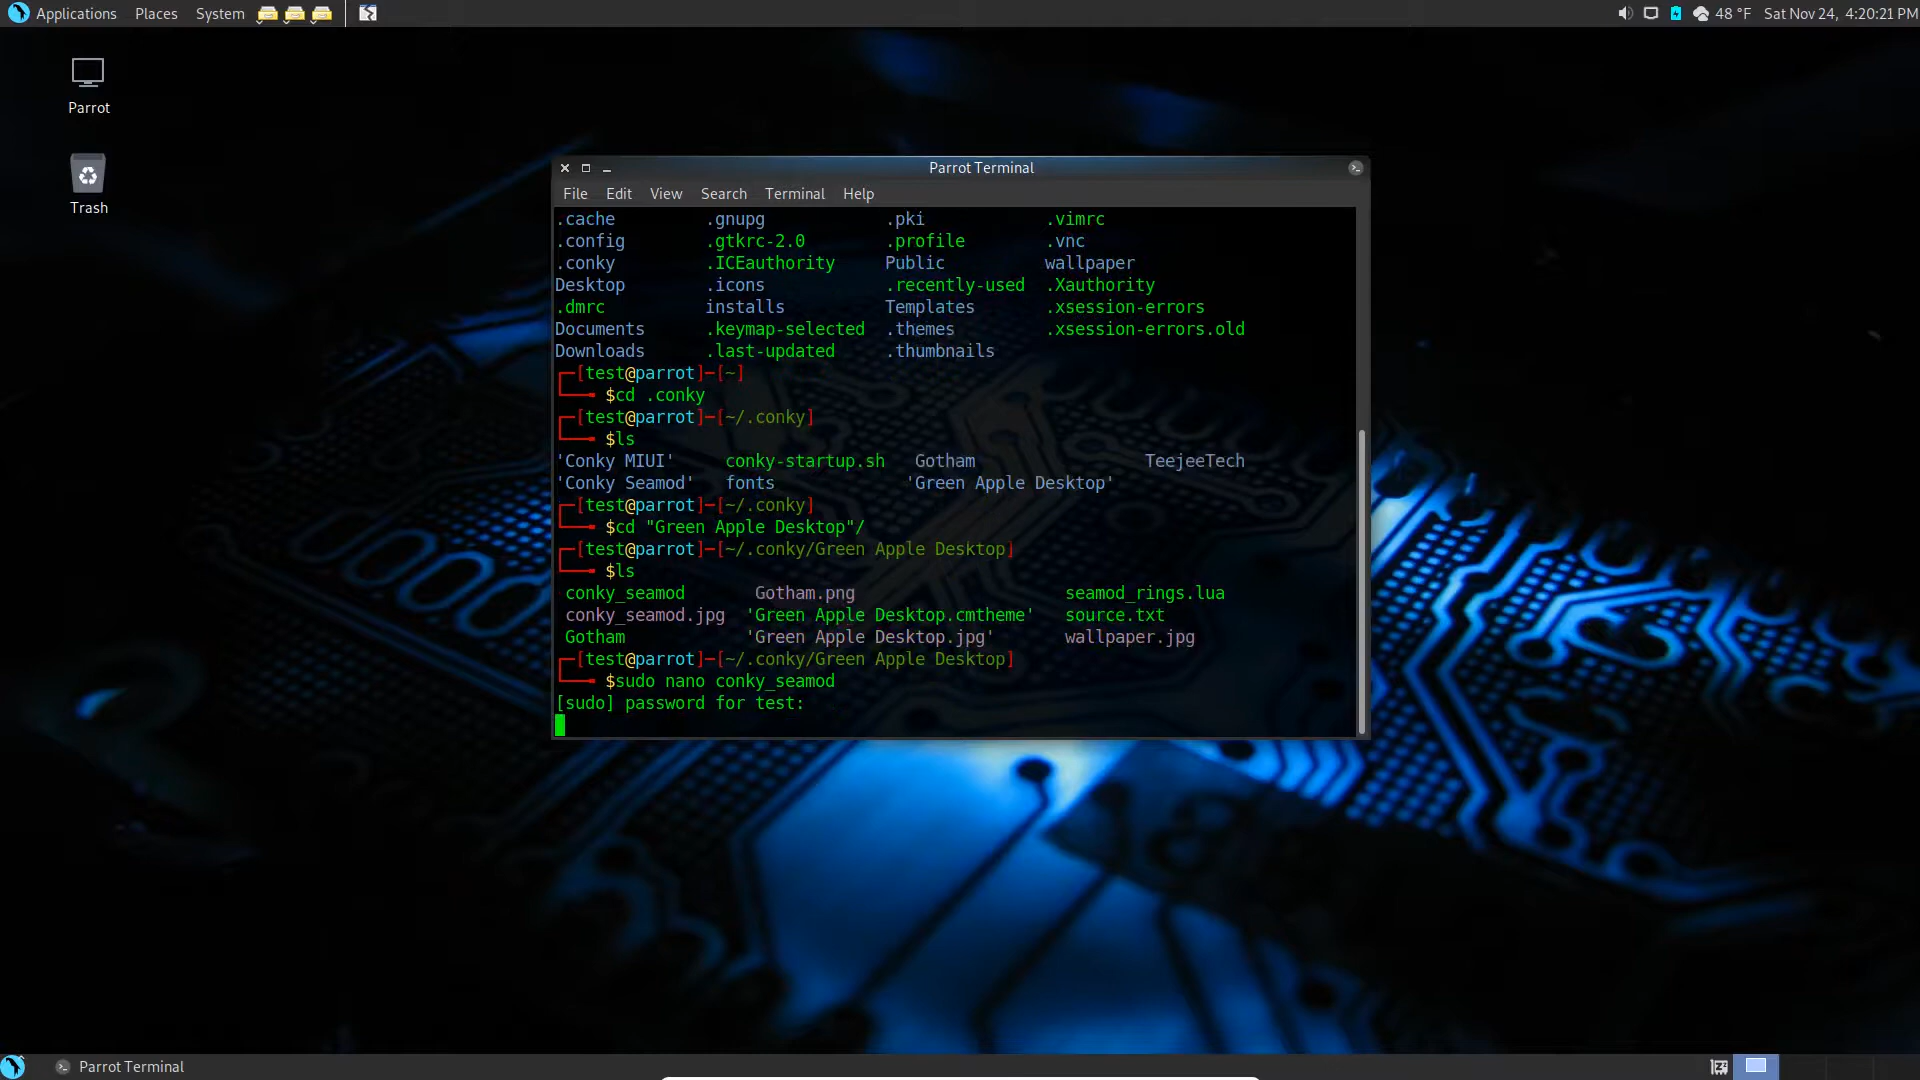 Applications Places System 48 °F Sat Nov 24, 4:20:21 PM
Parrot
Trash
Parrot Terminal
File Edit View Search Terminal Help
.cache .gnupg .pki .vimrc
.config .gtkrc-2.0 .profile .vnc
.conky .ICEauthority Public wallpaper
Desktop .icons .recently-used .Xauthority
.dmrc installs Templates .xsession-errors
Documents .keymap-selected .themes .xsession-errors.old
Downloads .last-updated .thumbnails
┌─[test@parrot]─[~]
└──╼ $cd .conky
┌─[test@parrot]─[~/.conky]
└──╼ $ls
'Conky MIUI' conky-startup.sh Gotham TeejeeTech
'Conky Seamod' fonts 'Green Apple Desktop'
┌─[test@parrot]─[~/.conky]
└──╼ $cd "Green Apple Desktop"/
┌─[test@parrot]─[~/.conky/Green Apple Desktop]
└──╼ $ls
conky_seamod Gotham.png seamod_rings.lua
conky_seamod.jpg 'Green Apple Desktop.cmtheme' source.txt
Gotham 'Green Apple Desktop.jpg' wallpaper.jpg
┌─[test@parrot]─[~/.conky/Green Apple Desktop]
└──╼ $sudo nano conky_seamod
[sudo] password for test:
Parrot Terminal